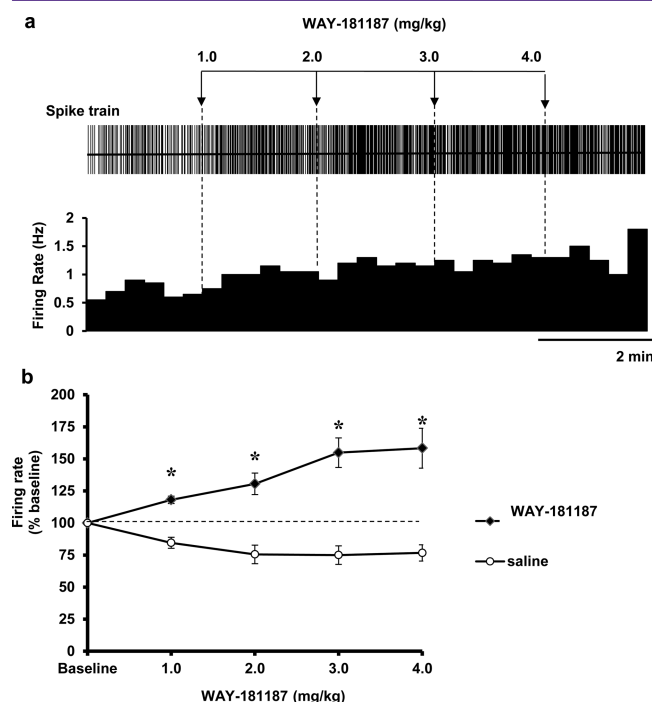 a
WAY-181187 (mg/kg)
1.0 2.0 3.0 4.0
Spike train
Firing Rate (Hz)
2
1.5
1
0.5
0
2 min
b
Firing rate
(% baseline)
200
175
150
125
100
75
50
25
0
* * * *
WAY-181187
saline
Baseline 1.0 2.0 3.0 4.0
WAY-181187 (mg/kg)